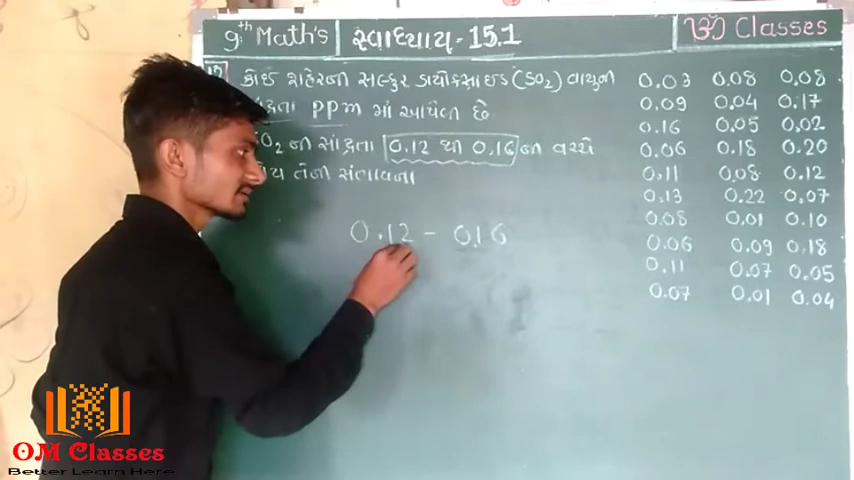 9th Math's
સ્વાધ્યાય - 15.1
ૐ Classes
કોઈ શહેરની સલ્ફર ડાયોક્સાઇડ (SO₂) વાયુની
ppm માં આપેલી છે
ની સાંદ્રતા 0.12 થી 0.16 ની વચ્ચે
તેની સંભાવના
0.12 - 0.16
0.03 0.08 0.08
0.09 0.04 0.17
0.16 0.05 0.02
0.06 0.18 0.20
0.11 0.08 0.12
0.13 0.22 0.07
0.08 0.01 0.10
0.06 0.09 0.18
0.11 0.07 0.05
0.07 0.01 0.04
OM Classes
Better Learn Here